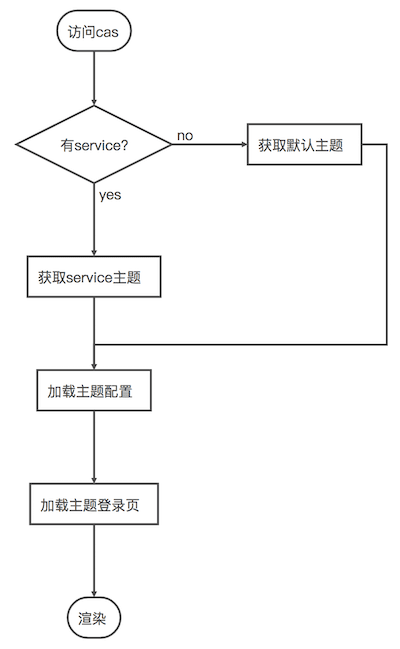 访问cas
有service?
no
获取默认主题
yes
获取service主题
加载主题配置
加载主题登录页
渲染